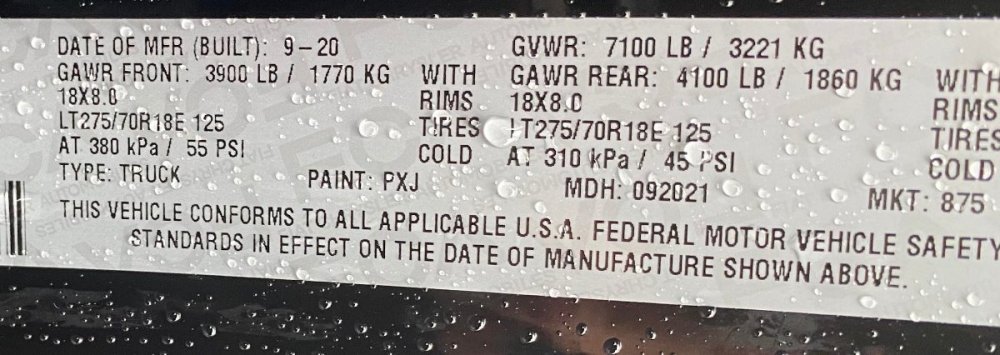 DATE OF MFR (BUILT): 9-20 GVWR: 7100 LB / 3221 KG
GAWR FRONT: 3900 LB / 1770 KG WITH GAWR REAR: 4100 LB / 1860 KG WITH
18X8.0 RIMS 18X8.0 RIMS
LT275/70R18E 125 TIRES LT275/70R18E 125 TIRES
AT 380 kPa / 55 PSI COLD AT 310 kPa / 45 PSI COLD
TYPE: TRUCK PAINT: PXJ MDH: 092021 MKT: 875
THIS VEHICLE CONFORMS TO ALL APPLICABLE U.S.A. FEDERAL MOTOR VEHICLE SAFETY
STANDARDS IN EFFECT ON THE DATE OF MANUFACTURE SHOWN ABOVE.